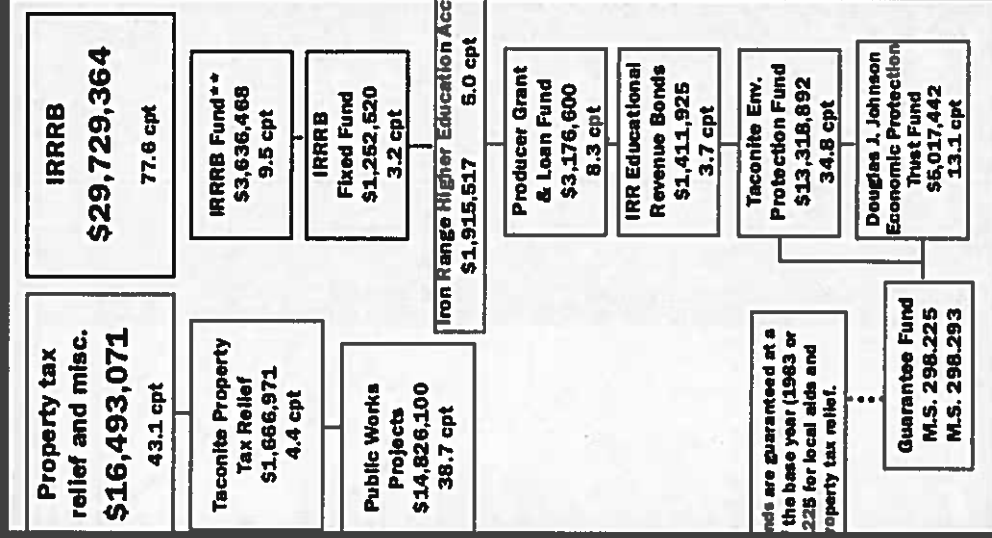 Property tax
relief and misc.
$16,493,071
43.1 cpt
Taconite Property
Tax Relief
$1,666,971
4.4 cpt
Public Works
Projects
$14,826,100
38.7 cpt
IRRRB
$29,729,364
77.6 cpt
IRRRB Fund**
$3,636,468
9.5 cpt
IRRRB
Fixed Fund
$1,252,520
3.2 cpt
Iron Range Higher Education Acc
$1,915,517 5.0 cpt
Producer Grant
& Loan Fund
$3,176,600
8.3 cpt
IRR Educational
Revenue Bonds
$1,411,925
3.7 cpt
Taconite Env.
Protection Fund
$13,318,892
34.8 cpt
Douglas J. Johnson
Economic Protection
Trust Fund
$5,017,442
13.1 cpt
nds are guaranteed at a
the base year (1983 or
225 for local aids and
roperty tax relief.
Guarantee Fund
M.S. 298.225
M.S. 298.293